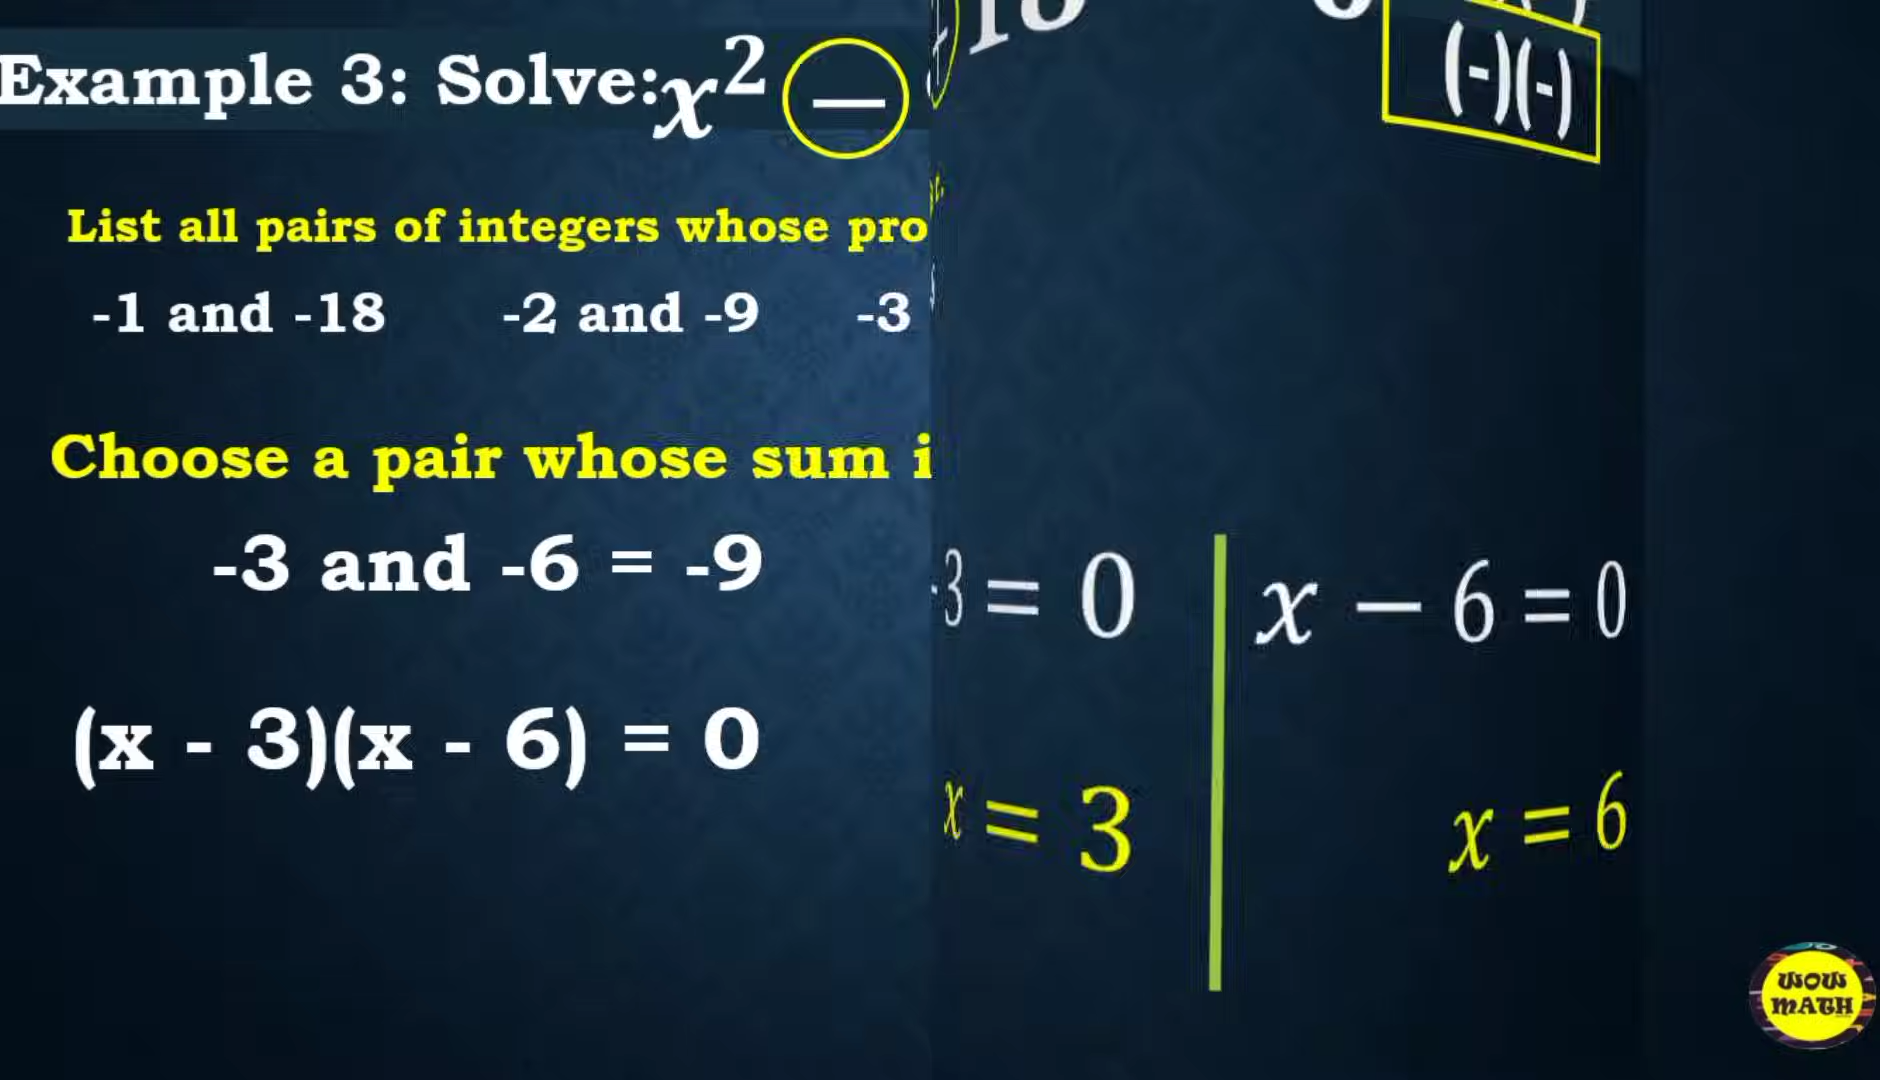 Example 3: Solve: x² −
(-)(-)
List all pairs of integers whose pro
-1 and -18 -2 and -9 -3
Choose a pair whose sum i
-3 and -6 = -9
(x - 3)(x - 6) = 0
-3 = 0 x − 6 = 0
x = 3 x = 6
WOW
MATH